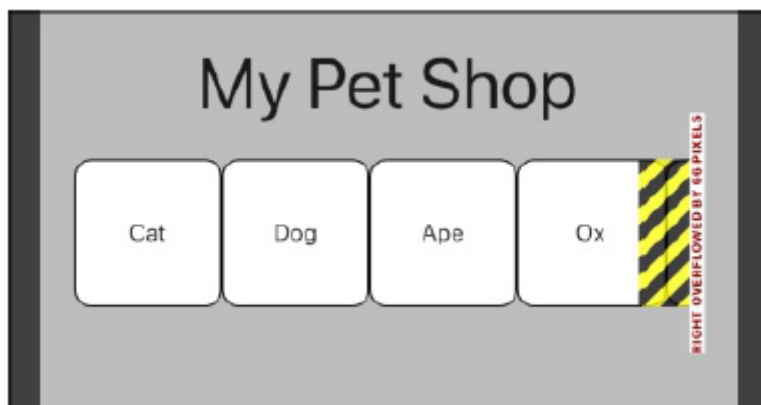 My Pet Shop
Cat
Dog
Ape
Ox
RIGHT OVERFLOWED BY 66 PIXELS